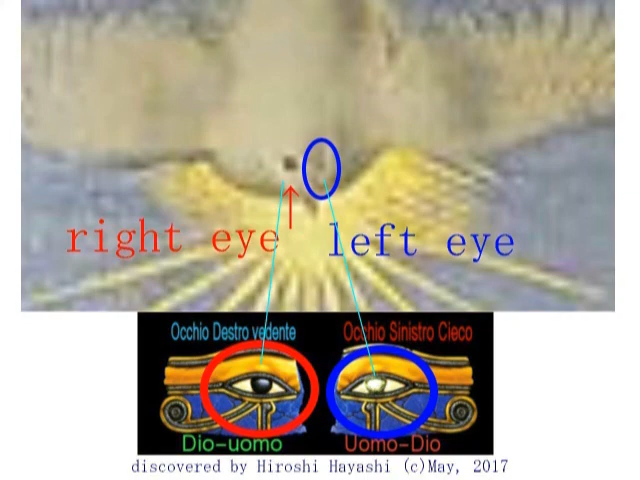 right eye
left eye
Occhio Destro vedente
Occhio Sinistro Cieco
Dio-uomo
Uomo-Dio
discovered by Hiroshi Hayashi (c)May, 2017